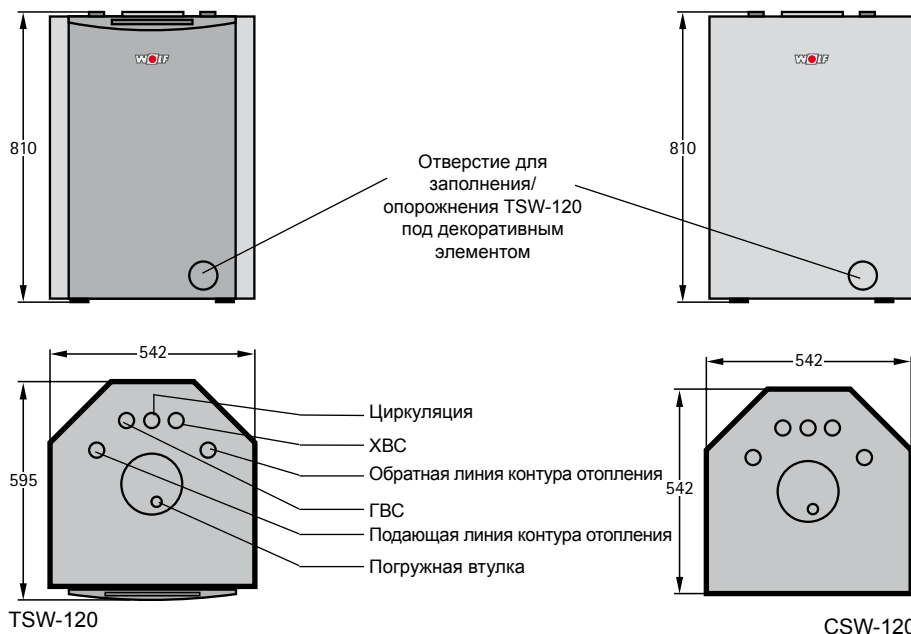 WOLF
WOLF
810
810
Отверстие для
заполнения/
опорожнения TSW-120
под декоративным
элементом
542
542
595
542
Циркуляция
ХВС
Обратная линия контура отопления
ГВС
Подающая линия контура отопления
Погружная втулка
TSW-120
CSW-120